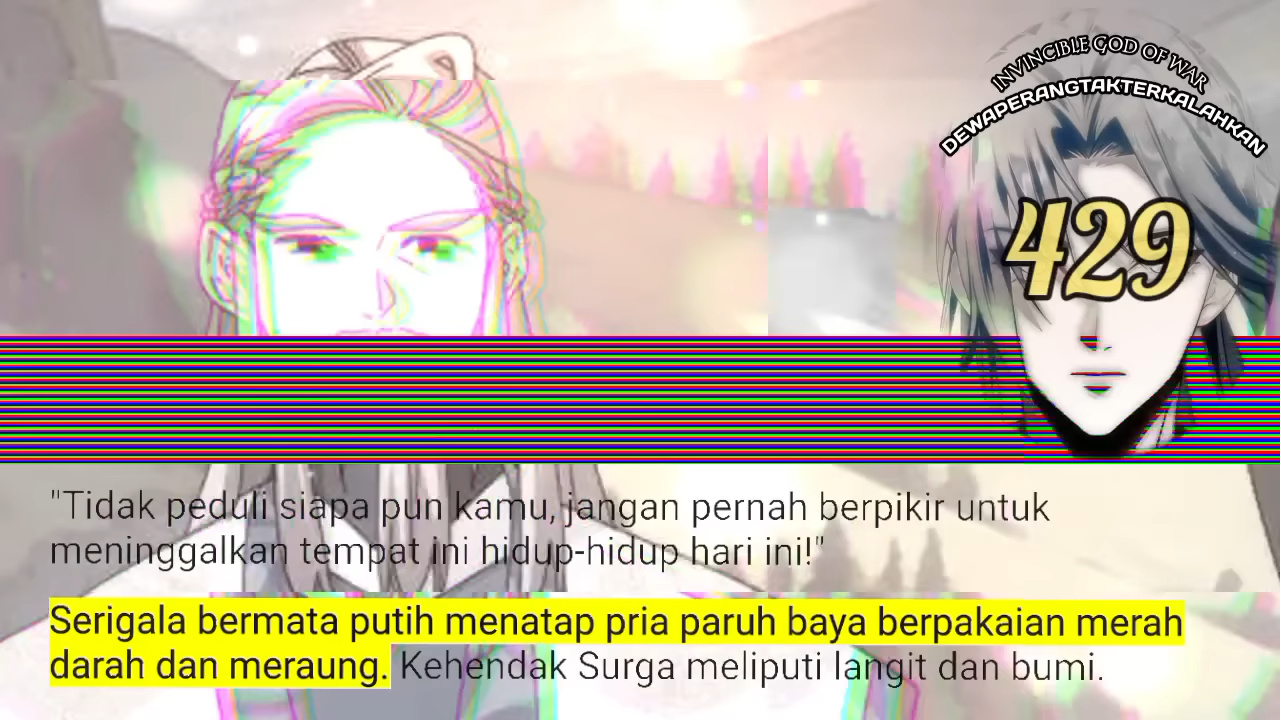 INVINCIBLE GOD OF WAR
DEWAPERANGTAKTERKALAHKAN
429
"Tidak peduli siapa pun kamu, jangan pernah berpikir untuk
meninggalkan tempat ini hidup-hidup hari ini!"
Serigala bermata putih menatap pria paruh baya berpakaian merah
darah dan meraung. Kehendak Surga meliputi langit dan bumi.